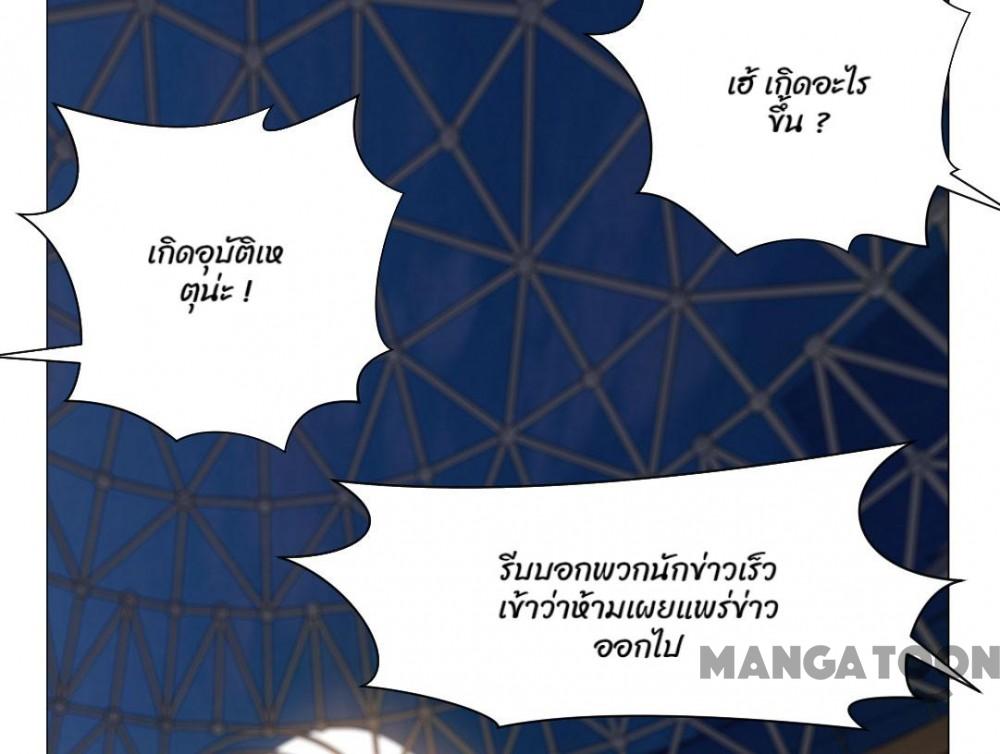 เฮ้ เกิดอะไร
ขึ้น ?
เกิดอุบัติเห
ตุน่ะ !
รีบบอกพวกนักข่าวเร็ว
เข้าว่าห้ามเผยแพร่ข่าว
ออกไป
MANGATOON